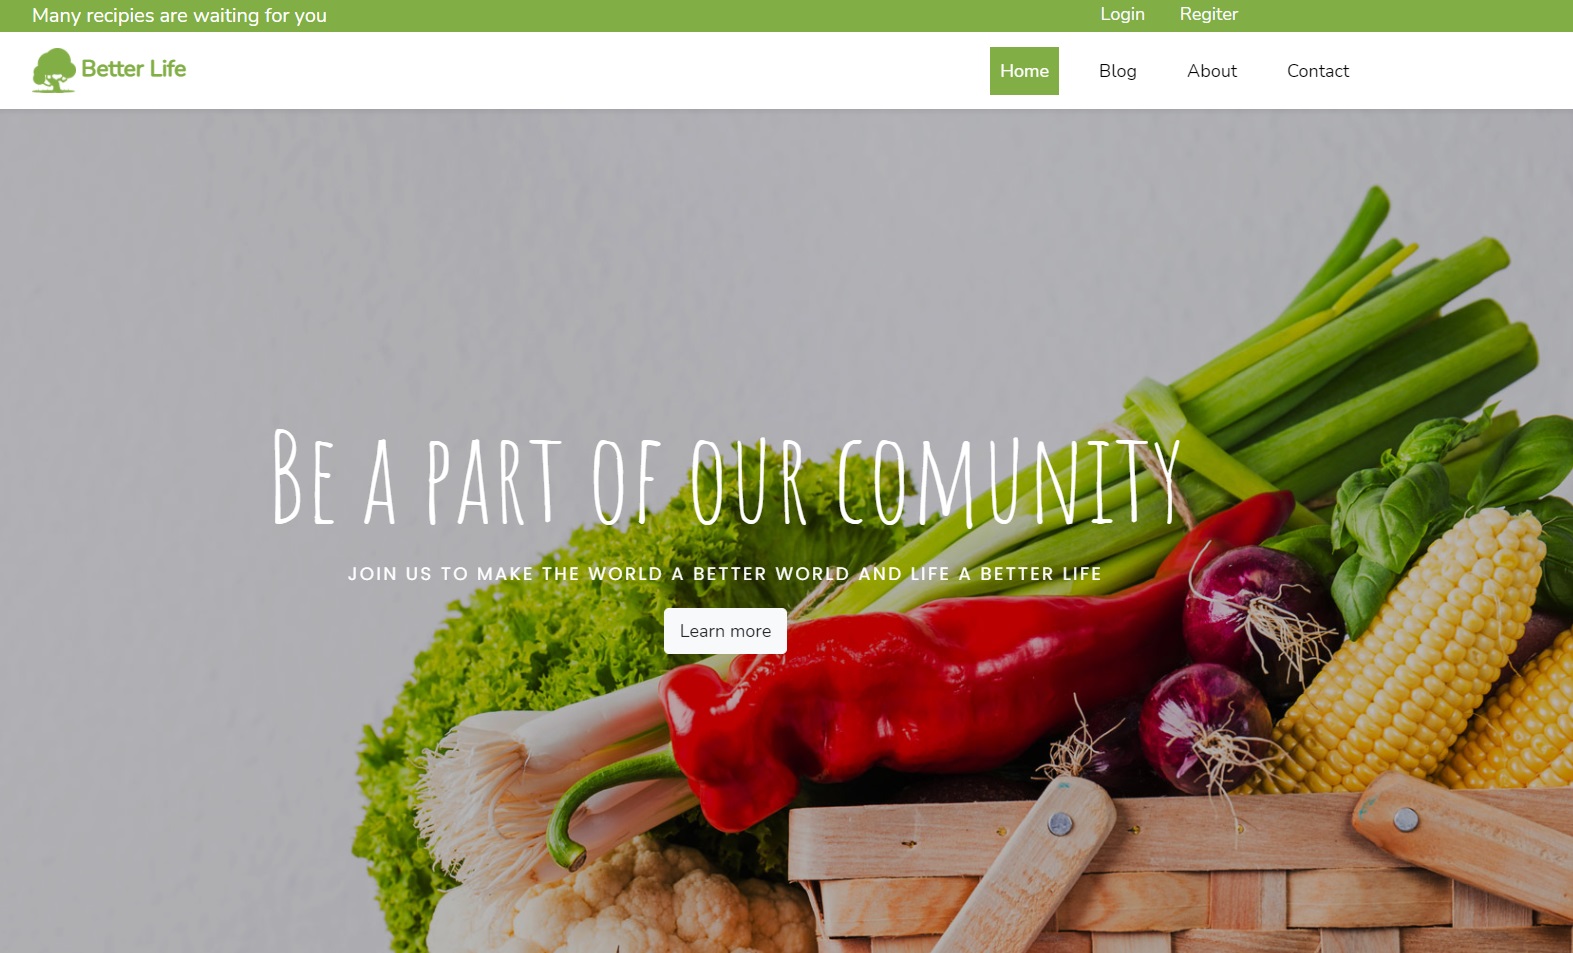 Many recipies are waiting for you
Login Regiter
Better Life
Home Blog About Contact
Be a part of our comunity
JOIN US TO MAKE THE WORLD A BETTER WORLD AND LIFE A BETTER LIFE
Learn more